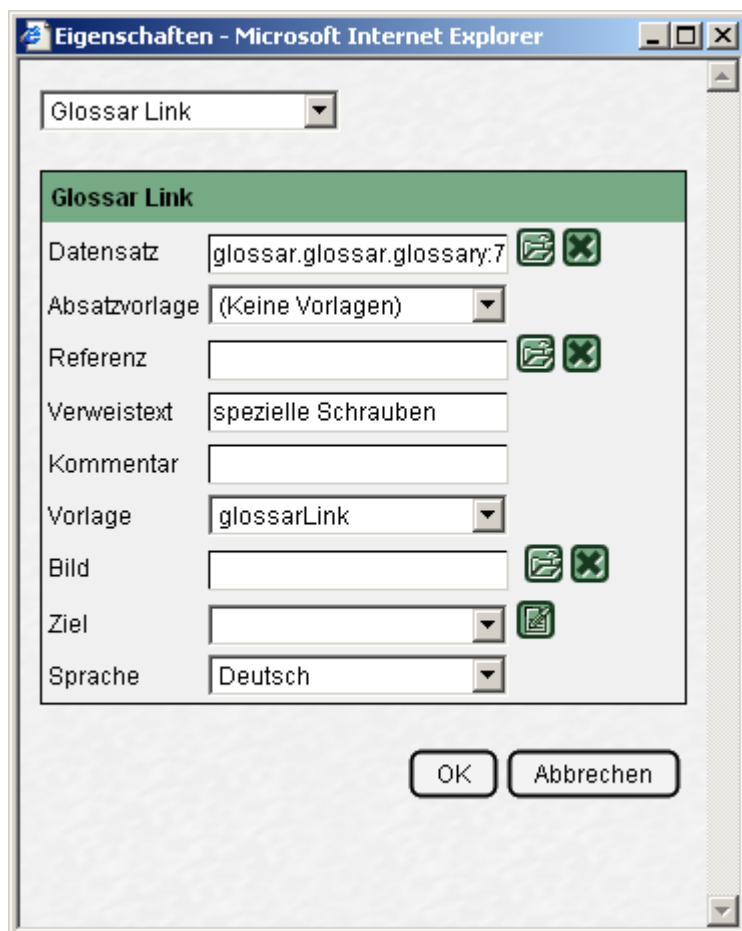 Eigenschaften - Microsoft Internet Explorer
Glossar Link
Glossar Link
Datensatz glossar.glossar.glossary:7
Absatzvorlage (Keine Vorlagen)
Referenz
Verweistext spezielle Schrauben
Kommentar
Vorlage glossarLink
Bild
Ziel
Sprache Deutsch
OK Abbrechen